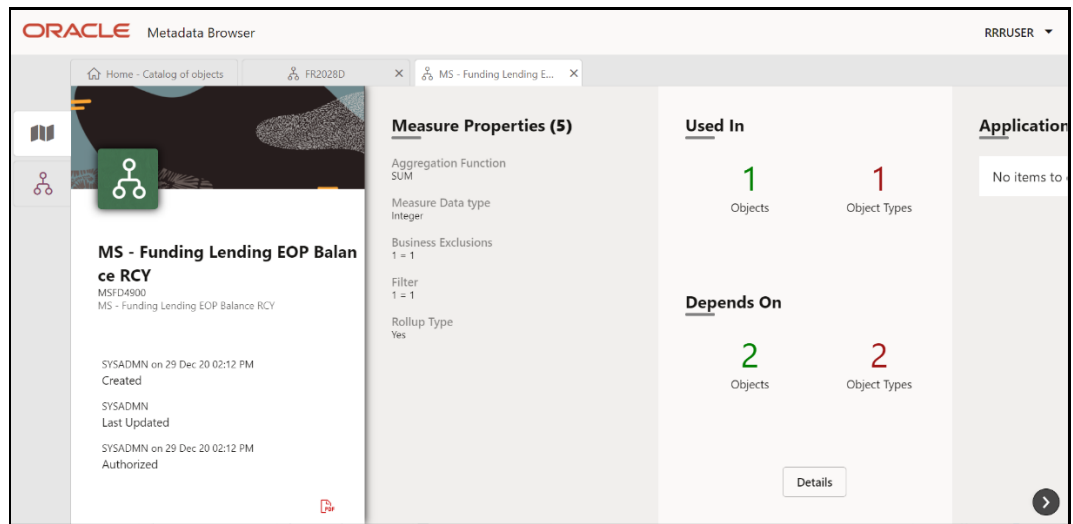 ORACLE Metadata Browser
RRRUSER
Home - Catalog of objects
FR2028D
MS - Funding Lending E...
MS - Funding Lending EOP Balan
ce RCY
MSFD4900
MS - Funding Lending EOP Balance RCY
SYSADMN on 29 Dec 20 02:12 PM
Created
SYSADMN
Last Updated
SYSADMN on 29 Dec 20 02:12 PM
Authorized
PDF
Measure Properties (5)
Aggregation Function
SUM
Measure Data type
Integer
Business Exclusions
1 = 1
Filter
1 = 1
Rollup Type
Yes
Used In
1 1
Objects Object Types
Depends On
2 2
Objects Object Types
Details
Application
No items to